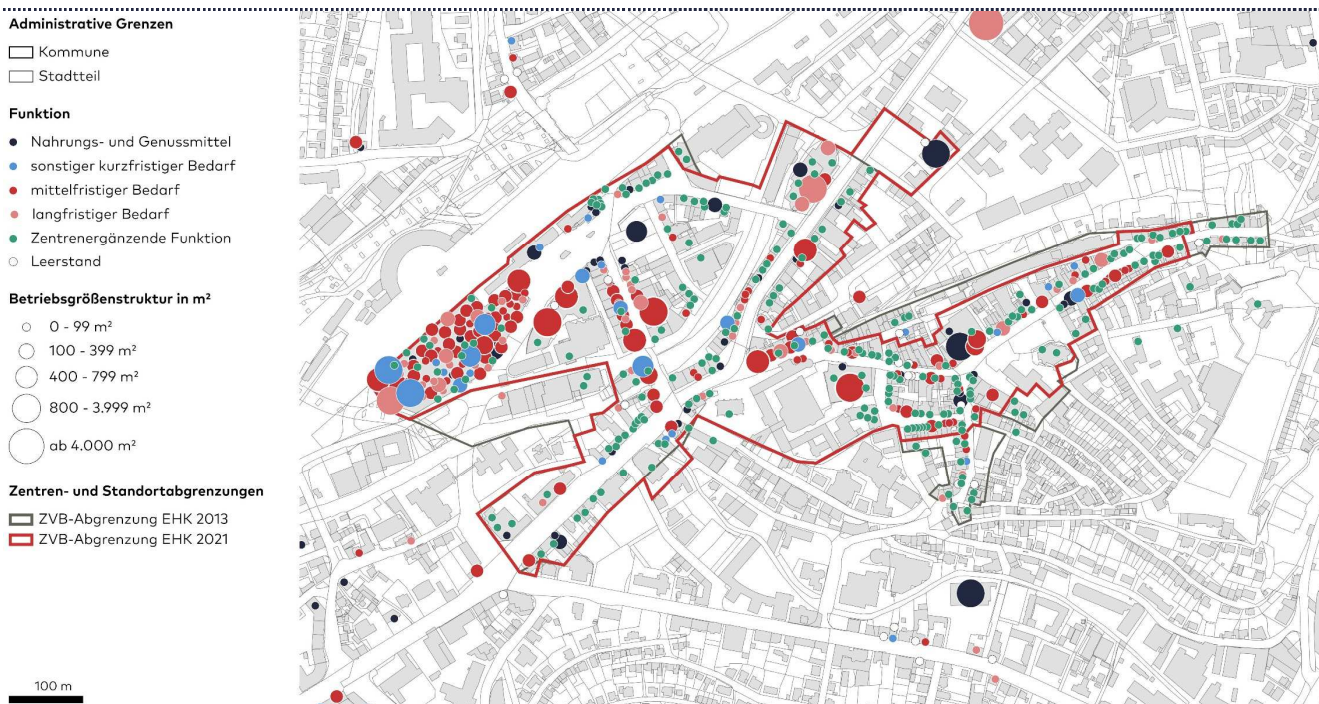 Administrative Grenzen
Kommune
Stadtteil
Funktion
Nahrungs- und Genussmittel
sonstiger kurzfristiger Bedarf
mittelfristiger Bedarf
langfristiger Bedarf
Zentrenergänzende Funktion
Leerstand
Betriebsgrößenstruktur in m²
0 - 99 m²
100 - 399 m²
400 - 799 m²
800 - 3.999 m²
ab 4.000 m²
Zentren- und Standortabgrenzungen
ZVB-Abgrenzung EHK 2013
ZVB-Abgrenzung EHK 2021
100 m